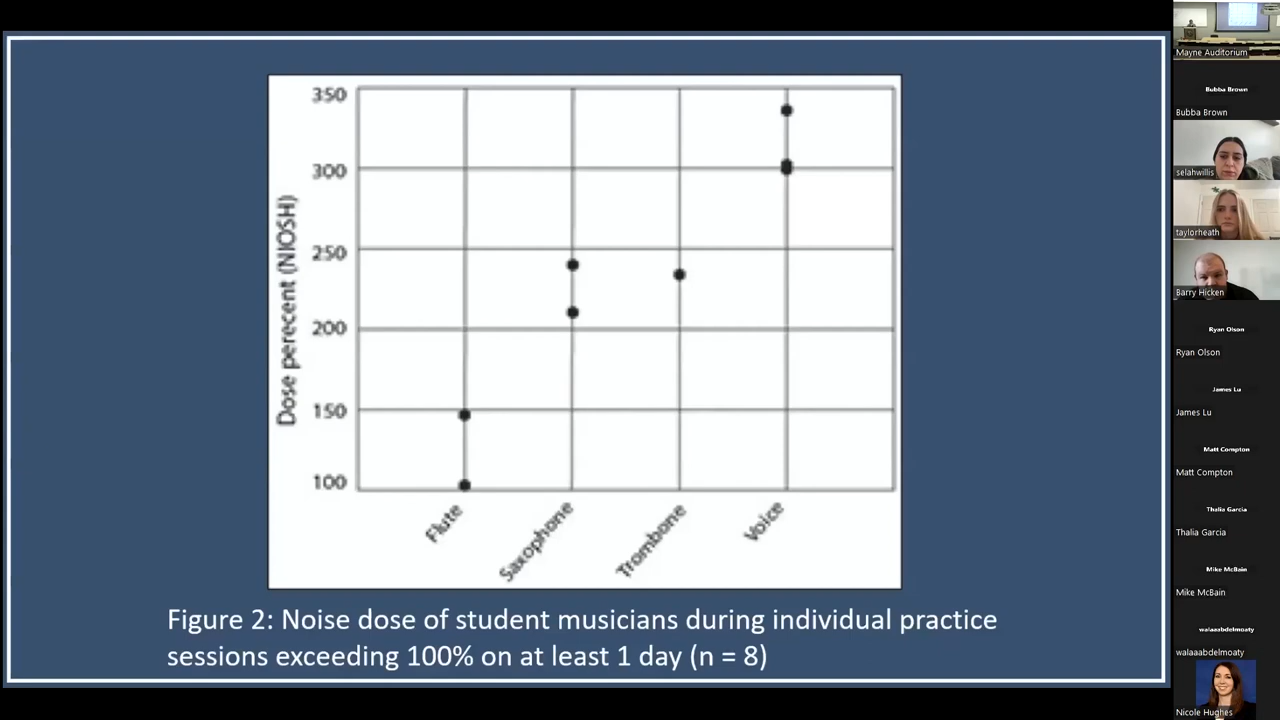 350
300
250
200
150
100
Dose perecent (NIOSH)
Flute
Saxophone
Trombone
Voice
Figure 2: Noise dose of student musicians during individual practice
sessions exceeding 100% on at least 1 day (n = 8)
Mayne Auditorium
Bubba Brown
Bubba Brown
selahwillis
taylorheath
Barry Hicken
Ryan Olson
Ryan Olson
James Lu
James Lu
Matt Compton
Matt Compton
Thalia Garcia
Thalia Garcia
Mike McBain
Mike McBain
walaaabdelmoaty
walaaabdelmoaty
Nicole Hughes